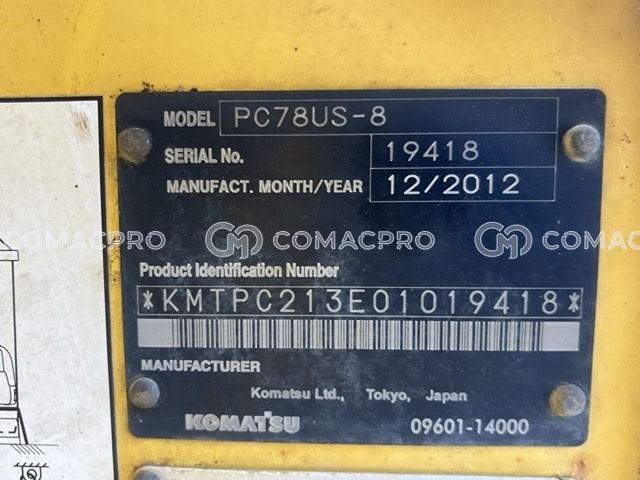 MODEL PC78US-8
SERIAL No. 19418
MANUFACT. MONTH/YEAR 12/2012
COMACPRO COMACPRO COMACPRO
Product Identification Number
*KMTPC213E01019418*
MANUFACTURER
Komatsu Ltd., Tokyo, Japan
KOMATSU 09601-14000